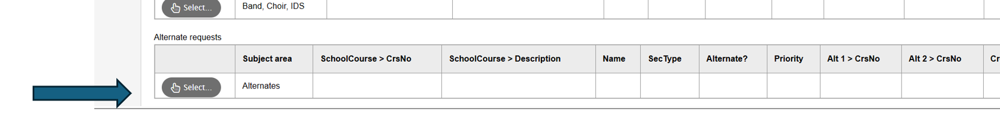 Select... Band, Choir, IDS
Alternate requests
Subject area SchoolCourse > CrsNo SchoolCourse > Description Name SecType Alternate? Priority Alt 1 > CrsNo Alt 2 > CrsNo Cr
Select... Alternates